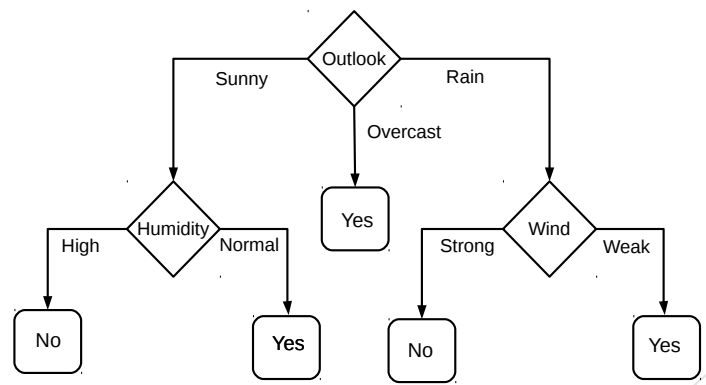 Outlook
Sunny
Rain
Overcast
Yes
Humidity
Wind
High
Normal
Strong
Weak
No
Yes
No
Yes